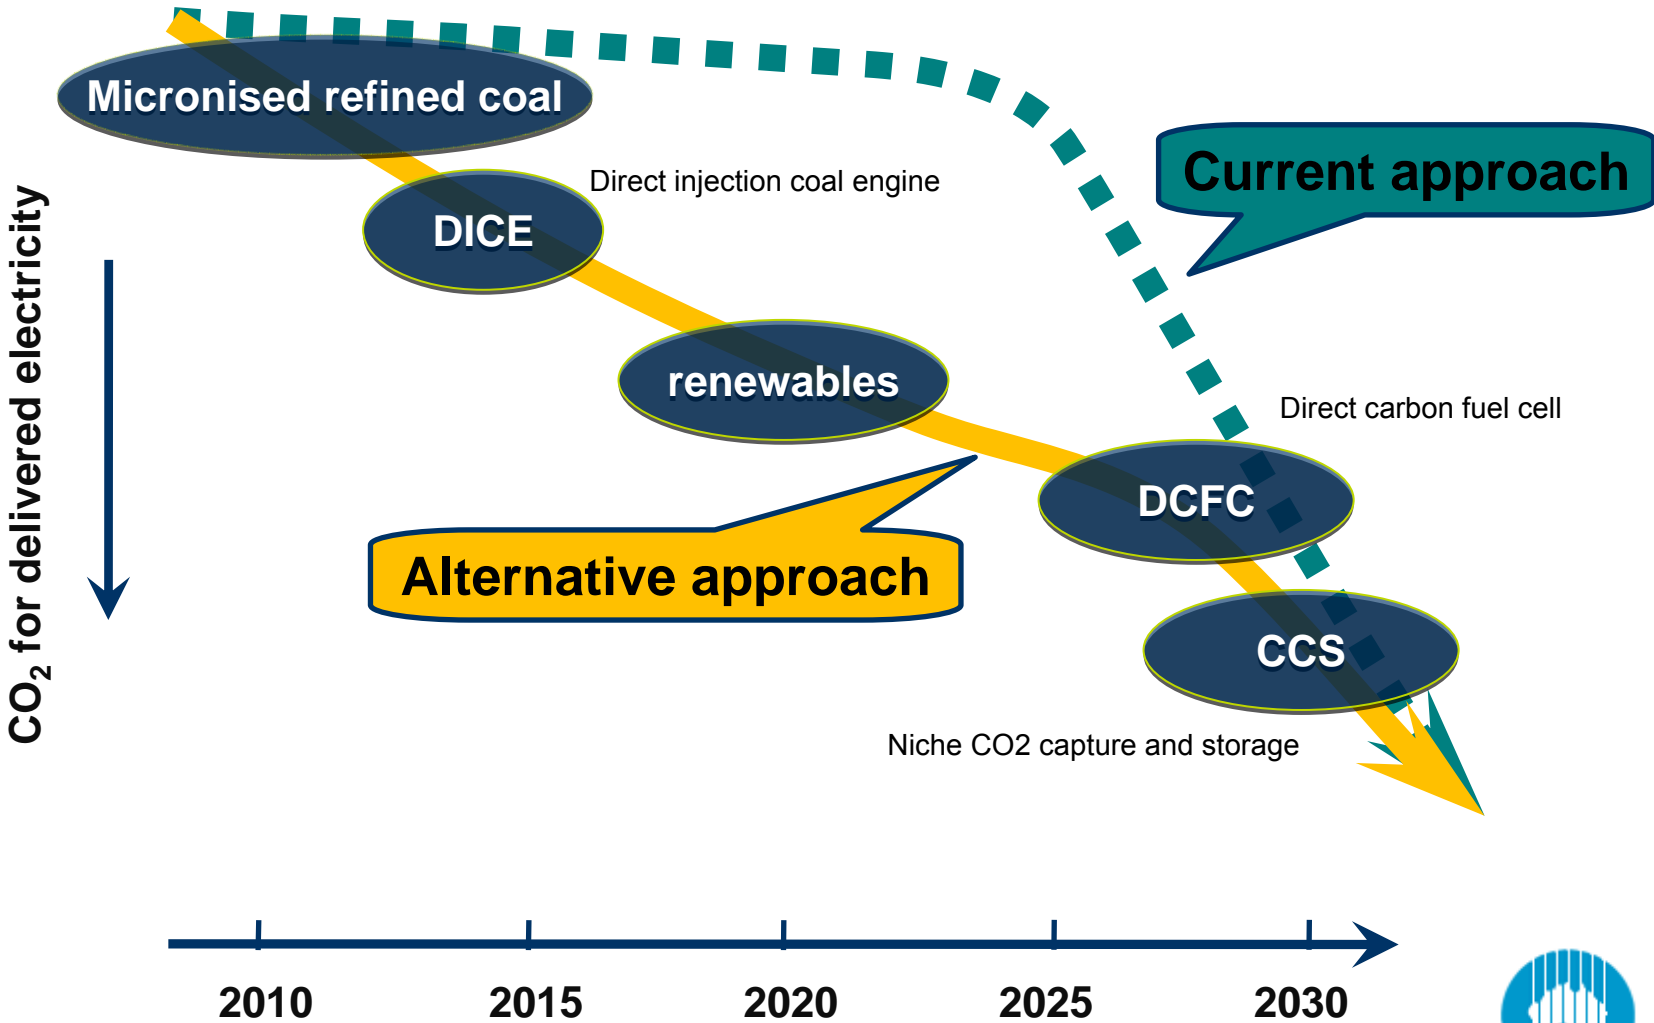 Micronised refined coal
Direct injection coal engine
Current approach
DICE
CO2 for delivered electricity
renewables
Direct carbon fuel cell
DCFC
Alternative approach
CCS
Niche CO2 capture and storage
2010 2015 2020 2025 2030